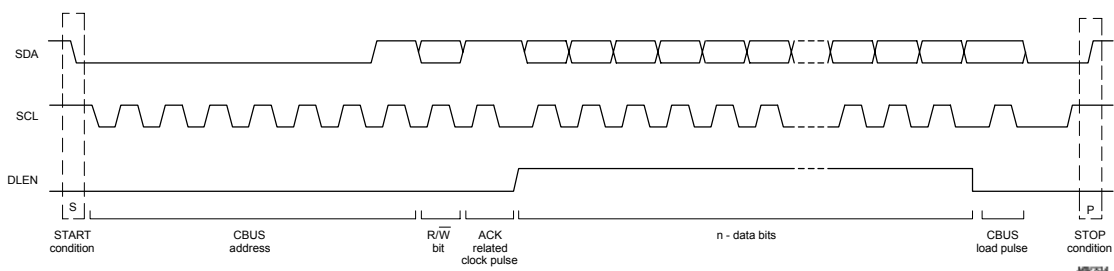 SDA
SCL
DLEN
S
P
START
condition
CBUS
address
R/W̅
bit
ACK
related
clock pulse
n - data bits
CBUS
load pulse
STOP
condition